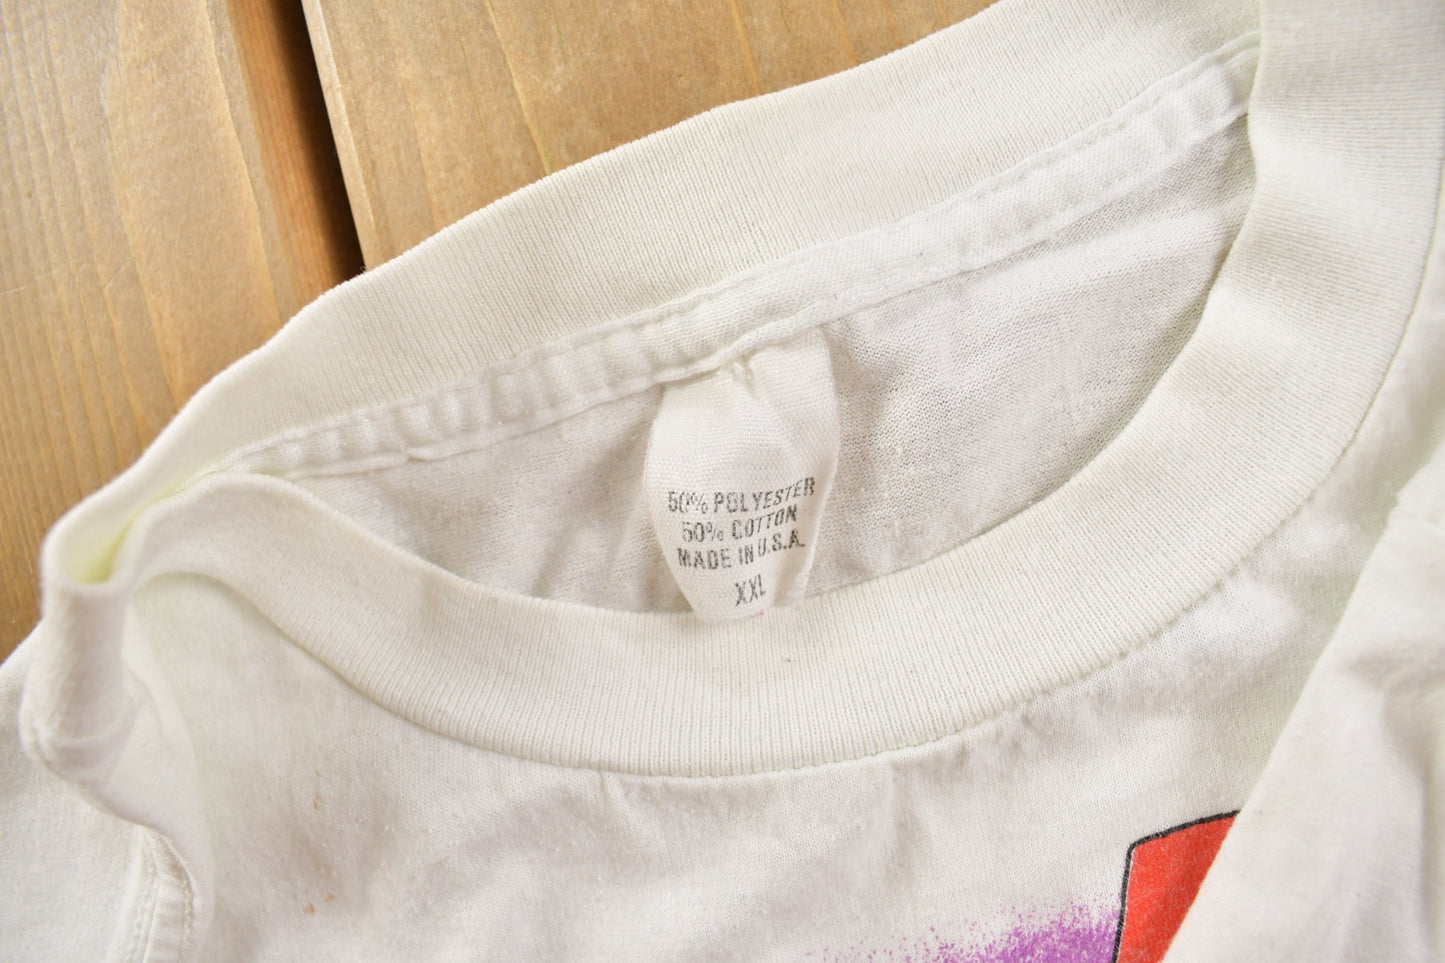 50% POLYESTER
50% COTTON
MADE IN U.S.A.
XXL